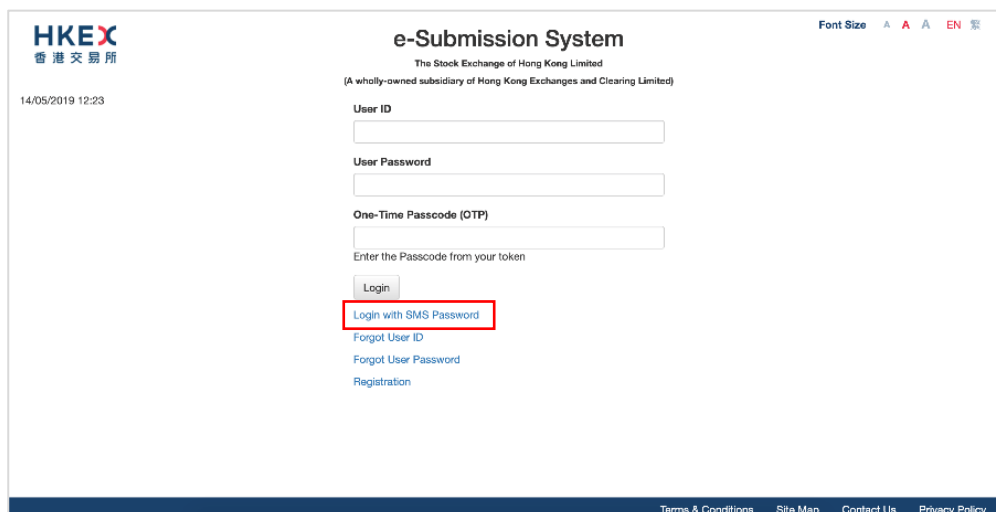 HKEX
香港交易所
Font Size A A A EN 繁
e-Submission System
The Stock Exchange of Hong Kong Limited
(A wholly-owned subsidiary of Hong Kong Exchanges and Clearing Limited)
14/05/2019 12:23
User ID
User Password
One-Time Passcode (OTP)
Enter the Passcode from your token
Login
Login with SMS Password
Forgot User ID
Forgot User Password
Registration
Terms & Conditions Site Map Contact Us Privacy Policy